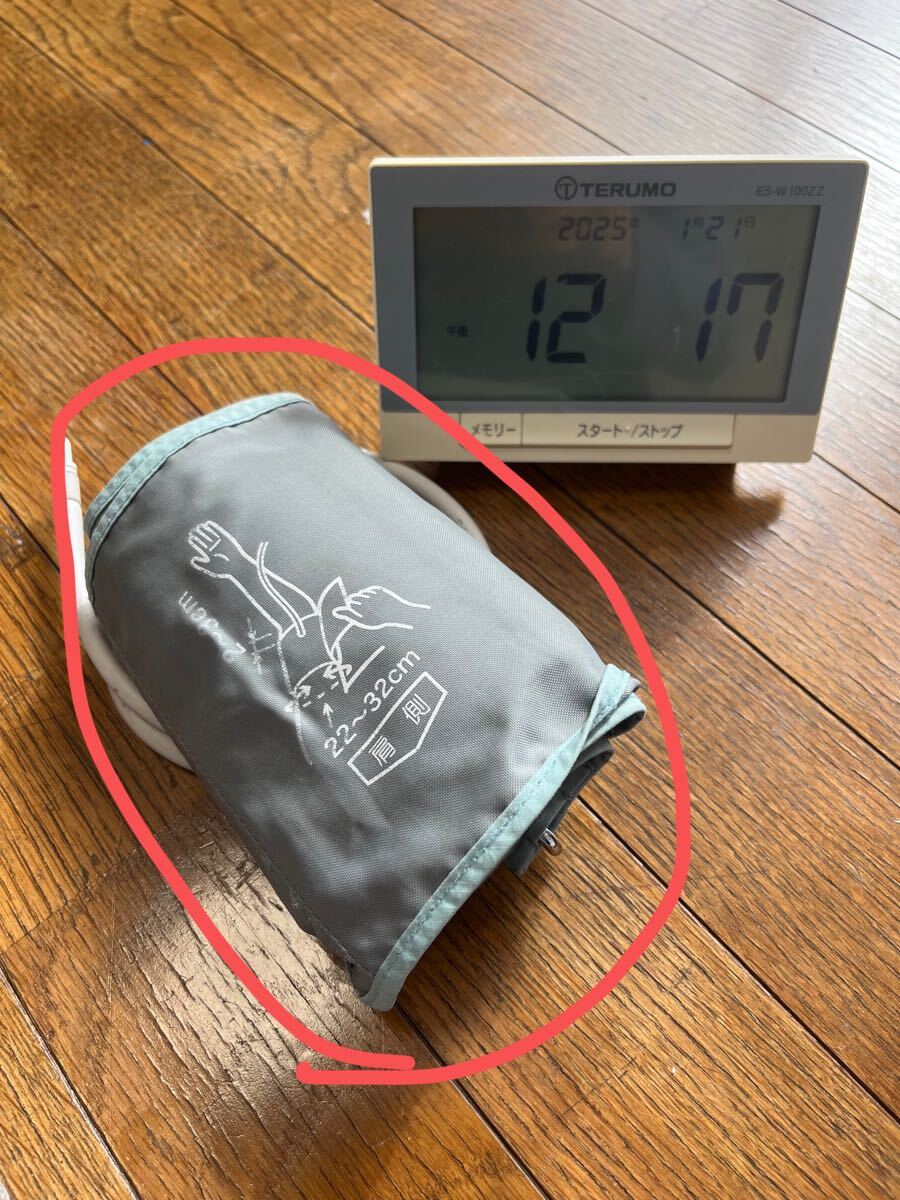 TERUMO
ES-W100ZZ
2025年 1月21日
午後 12 17
メモリー
スタート・/ストップ
2~3cm
22~32cm
肩側